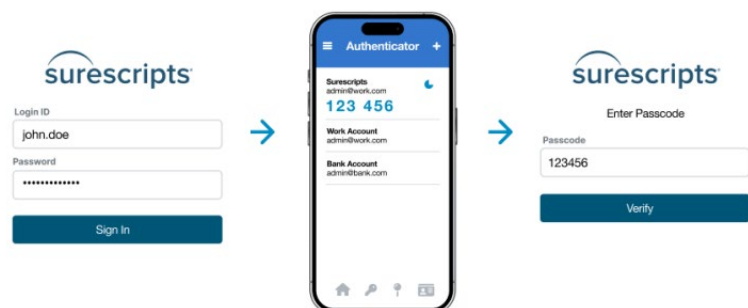 surescripts
Login ID
john.doe
Password
•••••••••••••
Sign In
Authenticator +
Surescripts
admin@work.com
123 456
Work Account
admin@work.com
Bank Account
admin@bank.com
surescripts
Enter Passcode
Passcode
123456
Verify